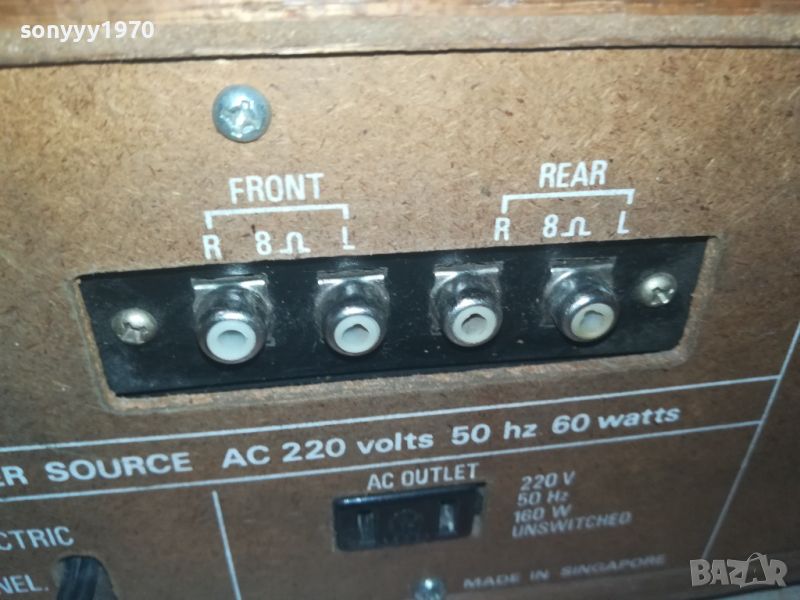 sonyyy1970
FRONT
REAR
R 8Ω L
R 8Ω L
ER SOURCE AC 220 volts 50 hz 60 watts
AC OUTLET
220 V
50 Hz
160 W
UNSWITCHED
CTRIC
NEL.
MADE IN SINGAPORE
BAZAR